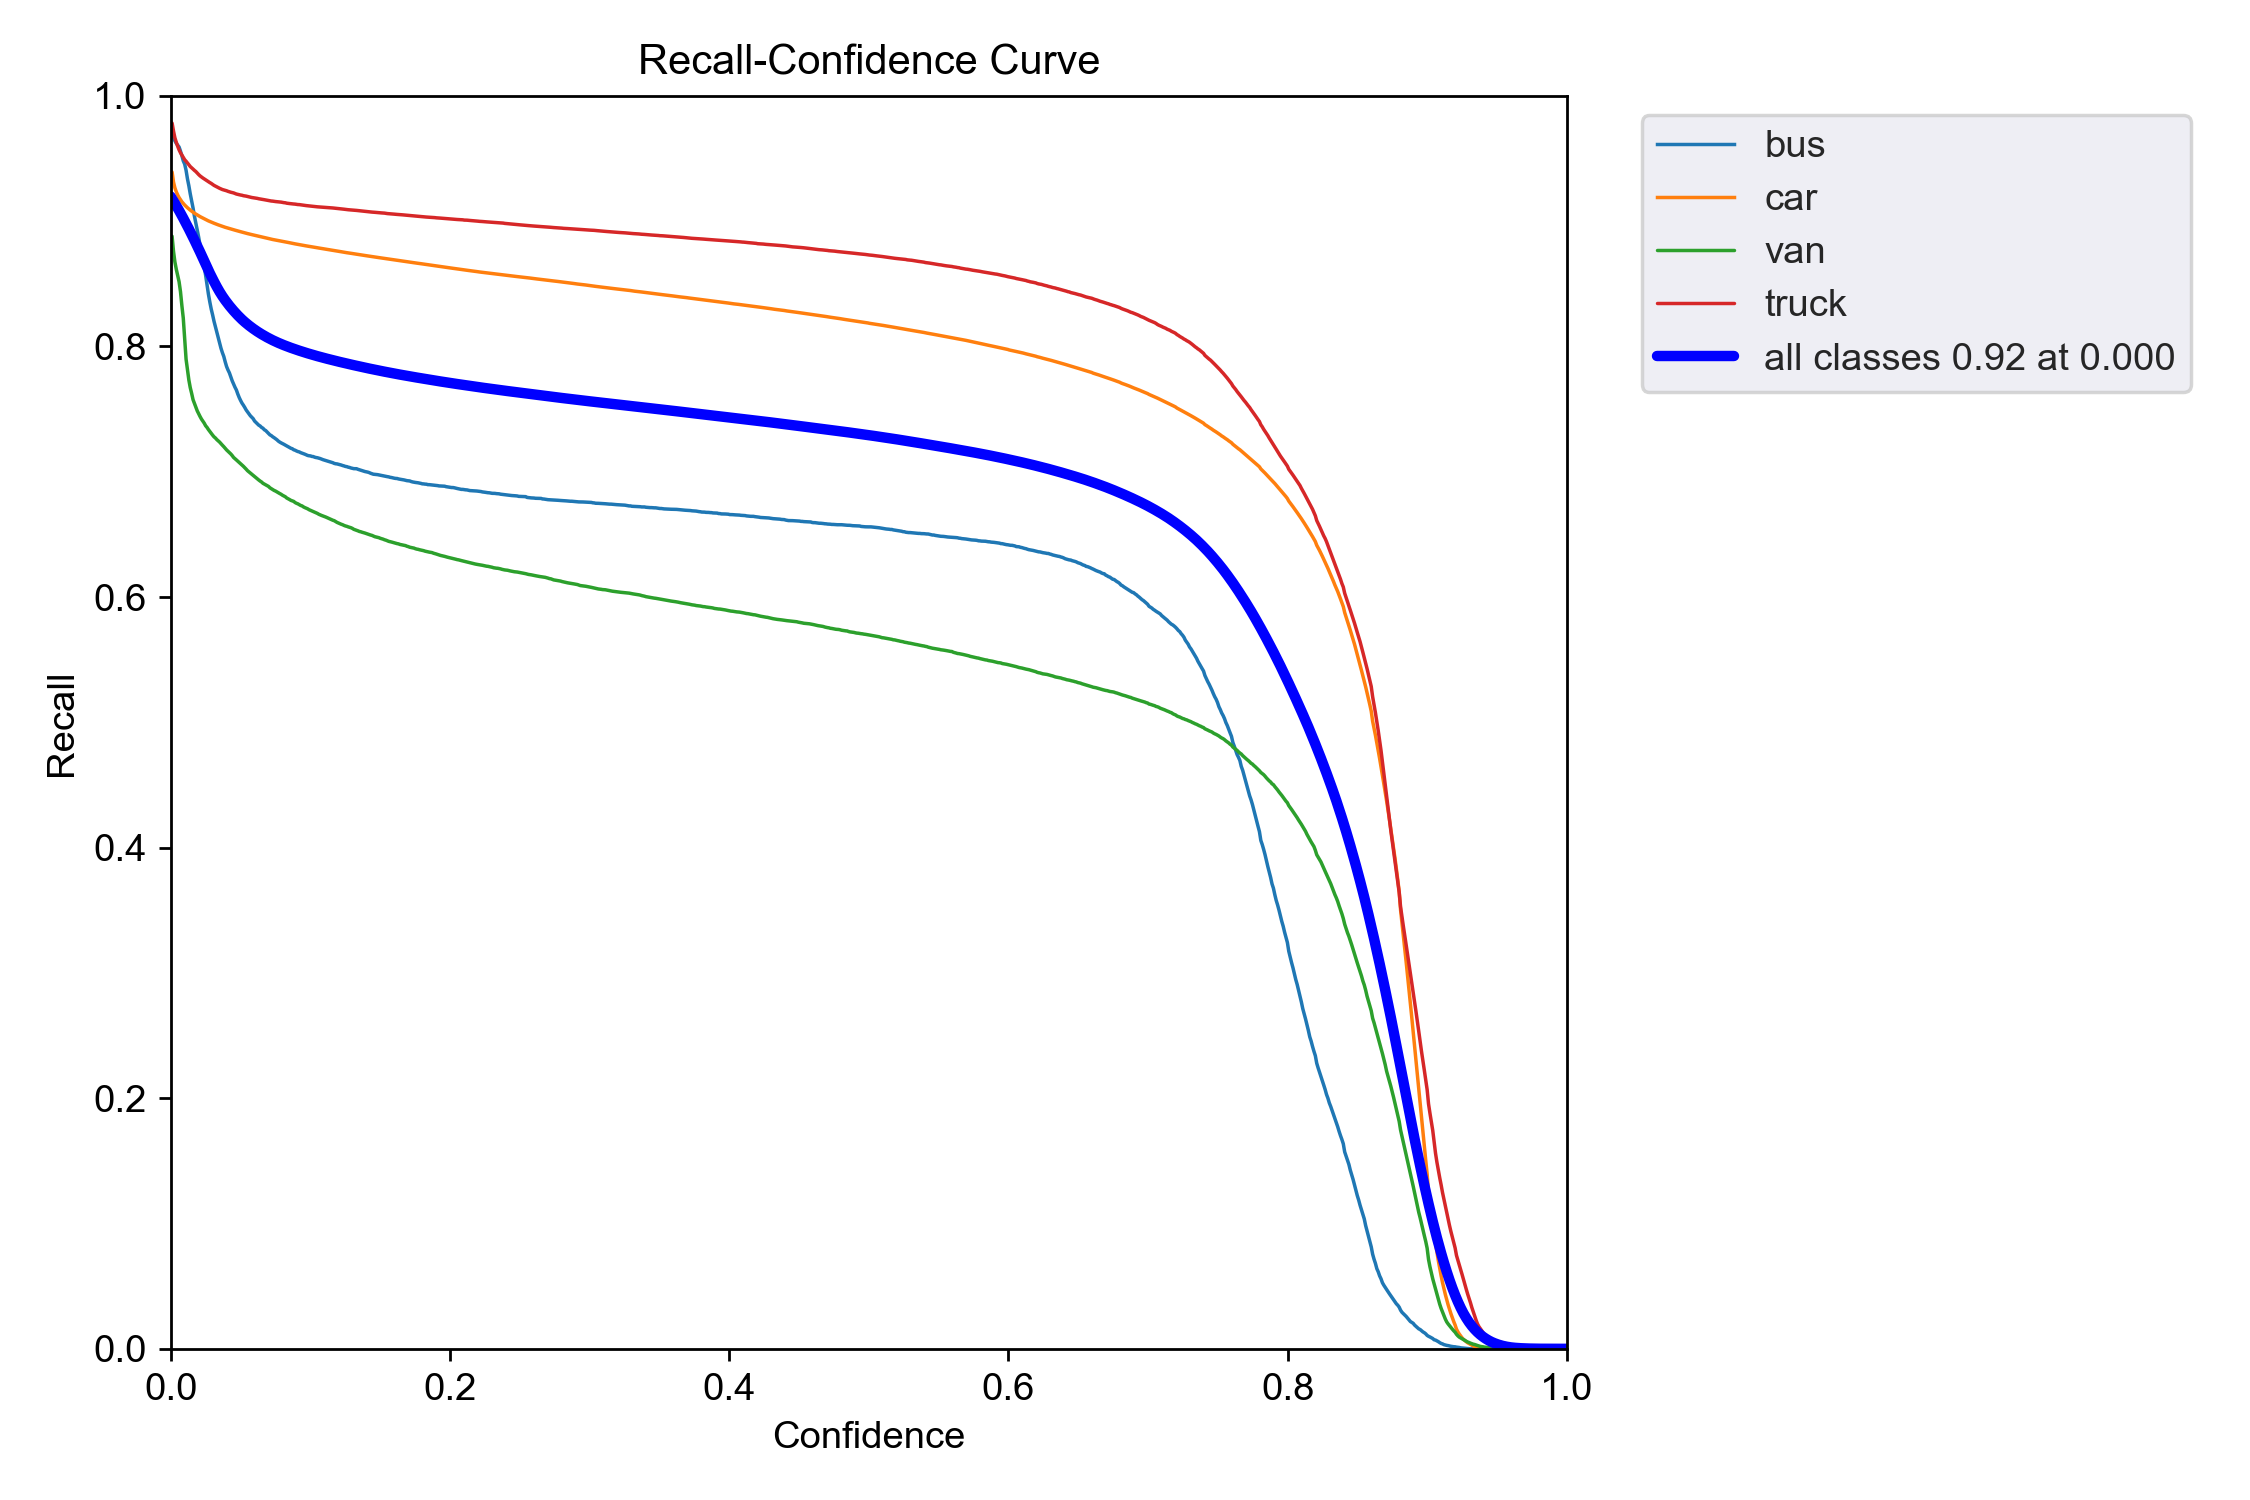 Recall-Confidence Curve
1.0
0.8
0.6
0.4
0.2
0.0
Recall
0.0 0.2 0.4 0.6 0.8 1.0
Confidence
bus
car
van
truck
all classes 0.92 at 0.000